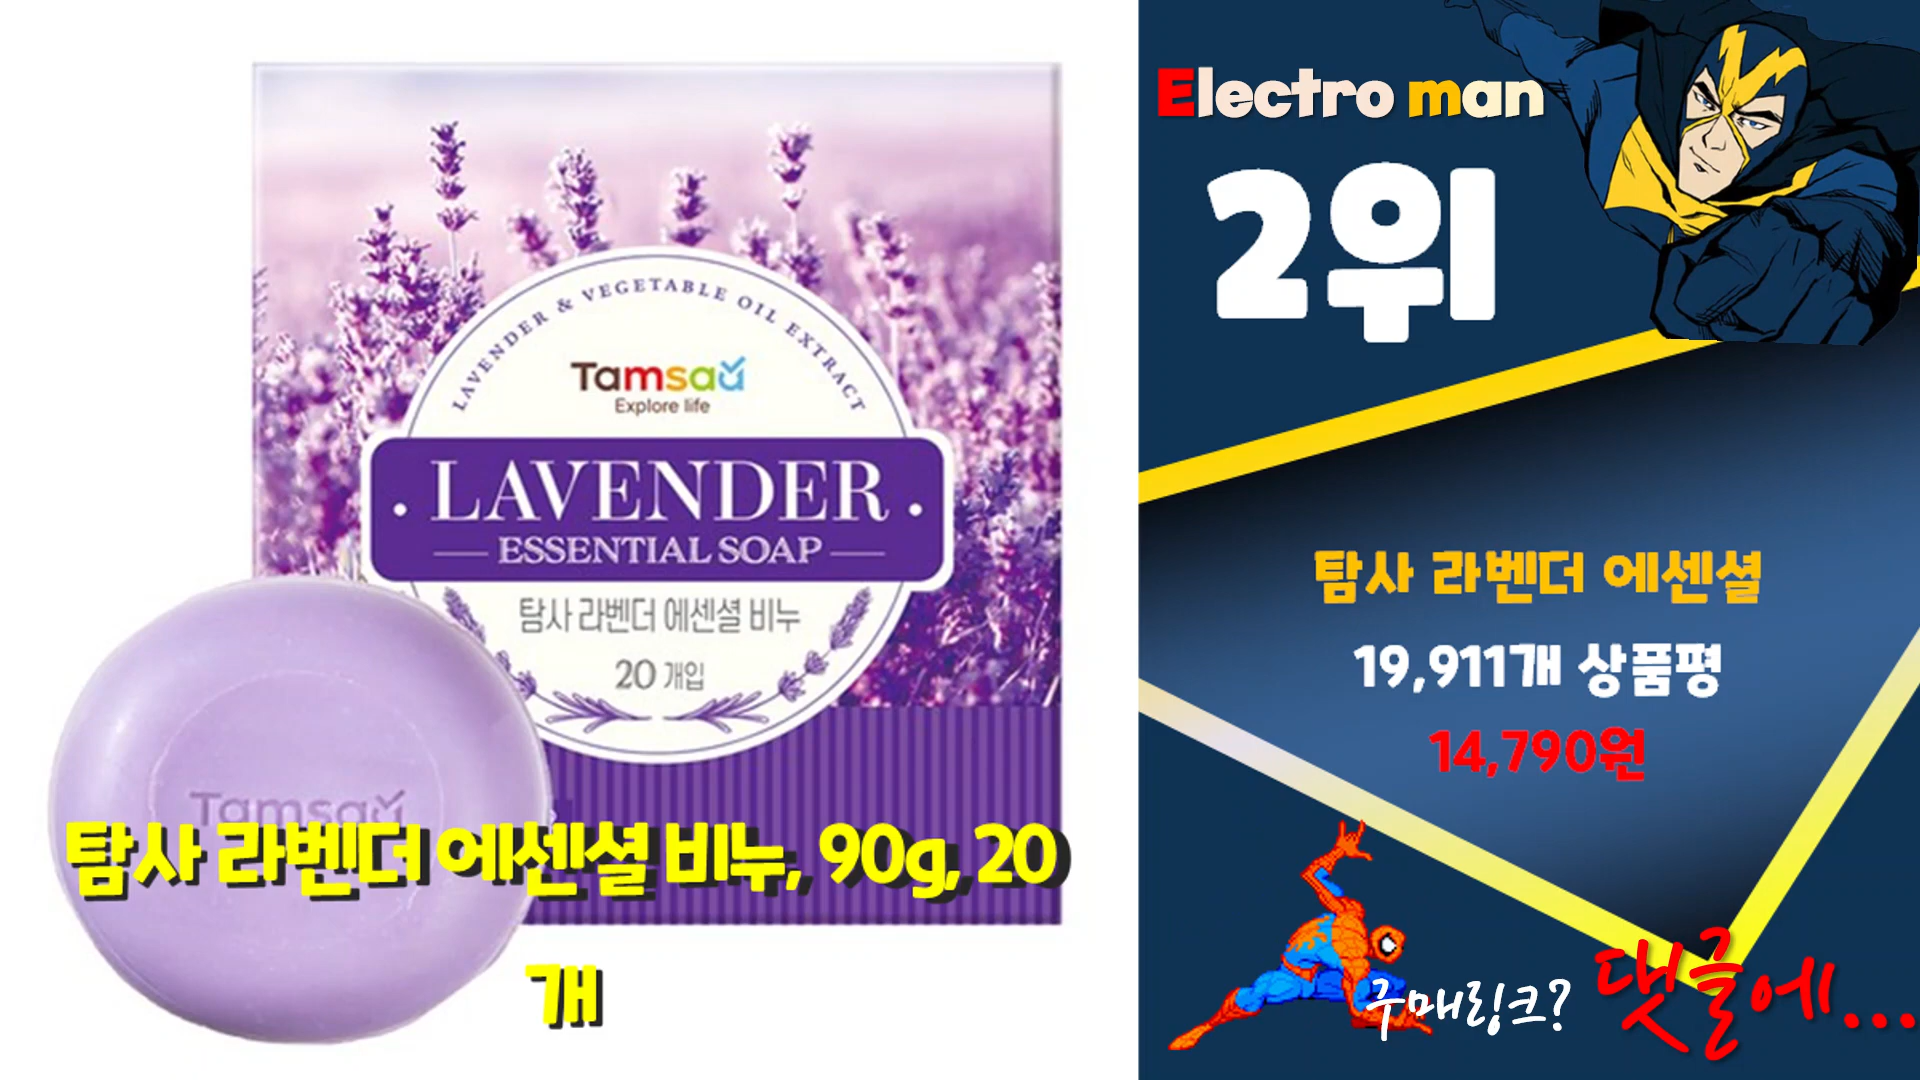 LAVENDER & VEGETABLE OIL EXTRACT
Tamsaa
Explore life
· LAVENDER ·
ESSENTIAL SOAP
탐사 라벤더 에센셜 비누
20 개입
Tamsaa
탐사 라벤더 에센셜 비누, 90g, 20
개
Electro man
2위
탐사 라벤더 에센셜
19,911개 상품평
14,790원
구매링크? 댓글에...